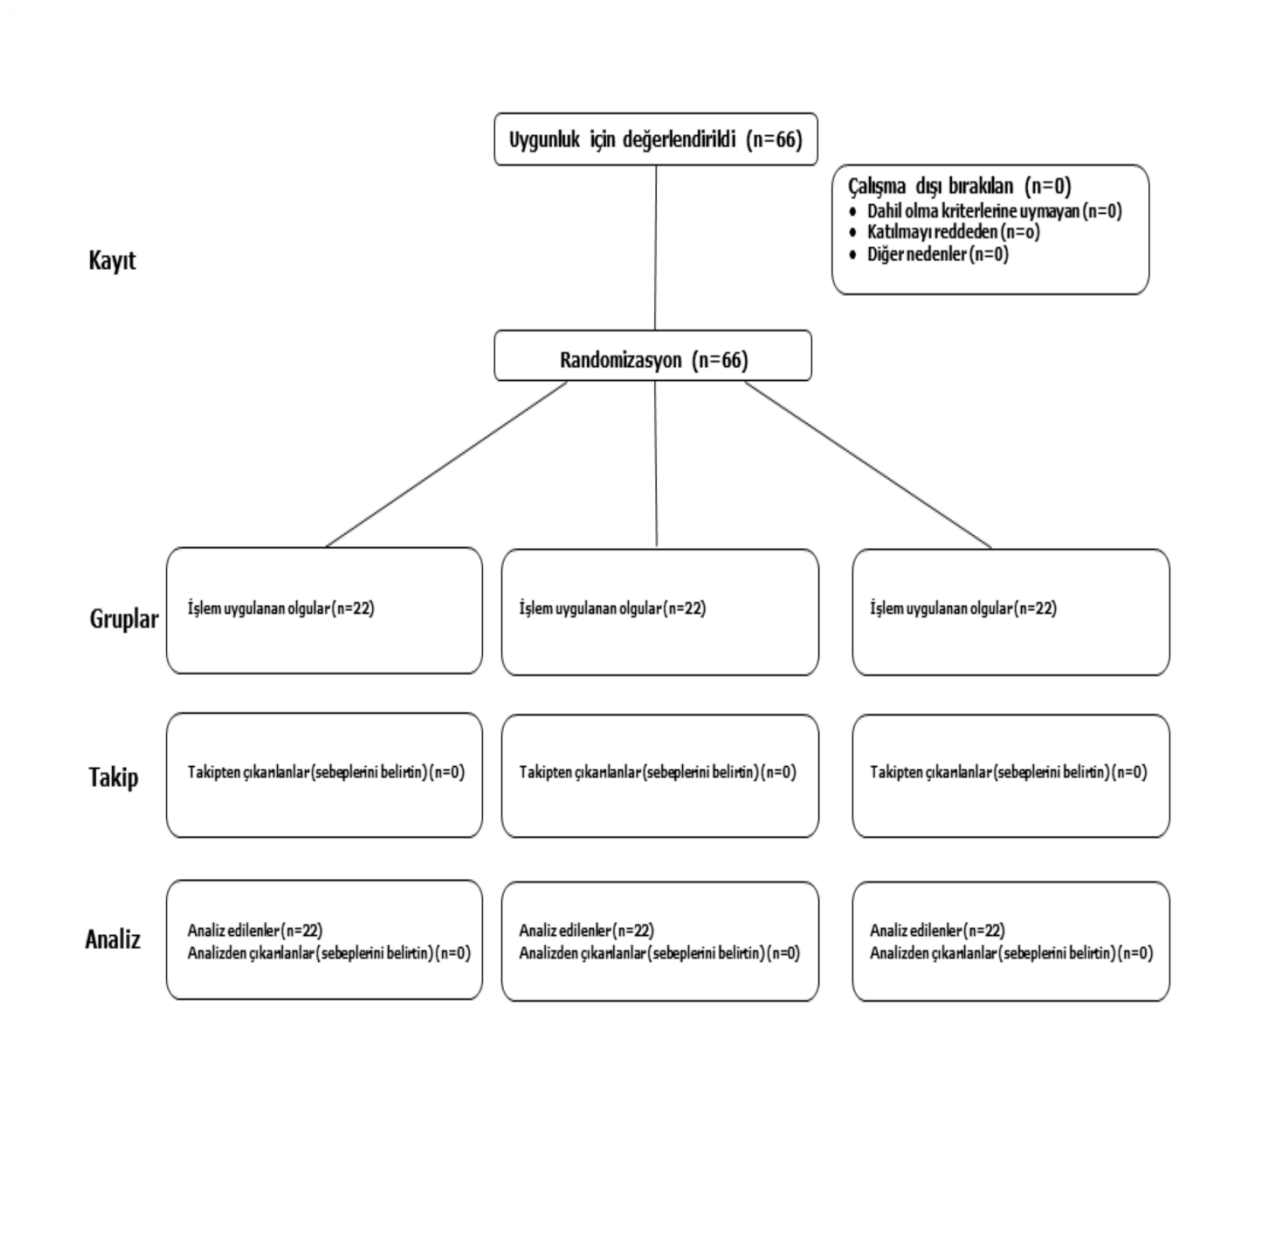 Uygunluk için değerlendirildi (n=66)
Çalışma dışı bırakılan (n=0)
• Dahil olma kriterlerine uymayan (n=0)
• Katılmayı reddeden (n=o)
• Diğer nedenler (n=0)
Kayıt
Randomizasyon (n=66)
Gruplar
İşlem uygulanan olgular (n=22)
İşlem uygulanan olgular (n=22)
İşlem uygulanan olgular (n=22)
Takip
Takipten çıkarılanlar (sebeplerini belirtin) (n=0)
Takipten çıkarılanlar (sebeplerini belirtin) (n=0)
Takipten çıkarılanlar (sebeplerini belirtin) (n=0)
Analiz
Analiz edilenler (n=22)
Analizden çıkarılanlar (sebeplerini belirtin) (n=0)
Analiz edilenler (n=22)
Analizden çıkarılanlar (sebeplerini belirtin) (n=0)
Analiz edilenler (n=22)
Analizden çıkarılanlar (sebeplerini belirtin) (n=0)